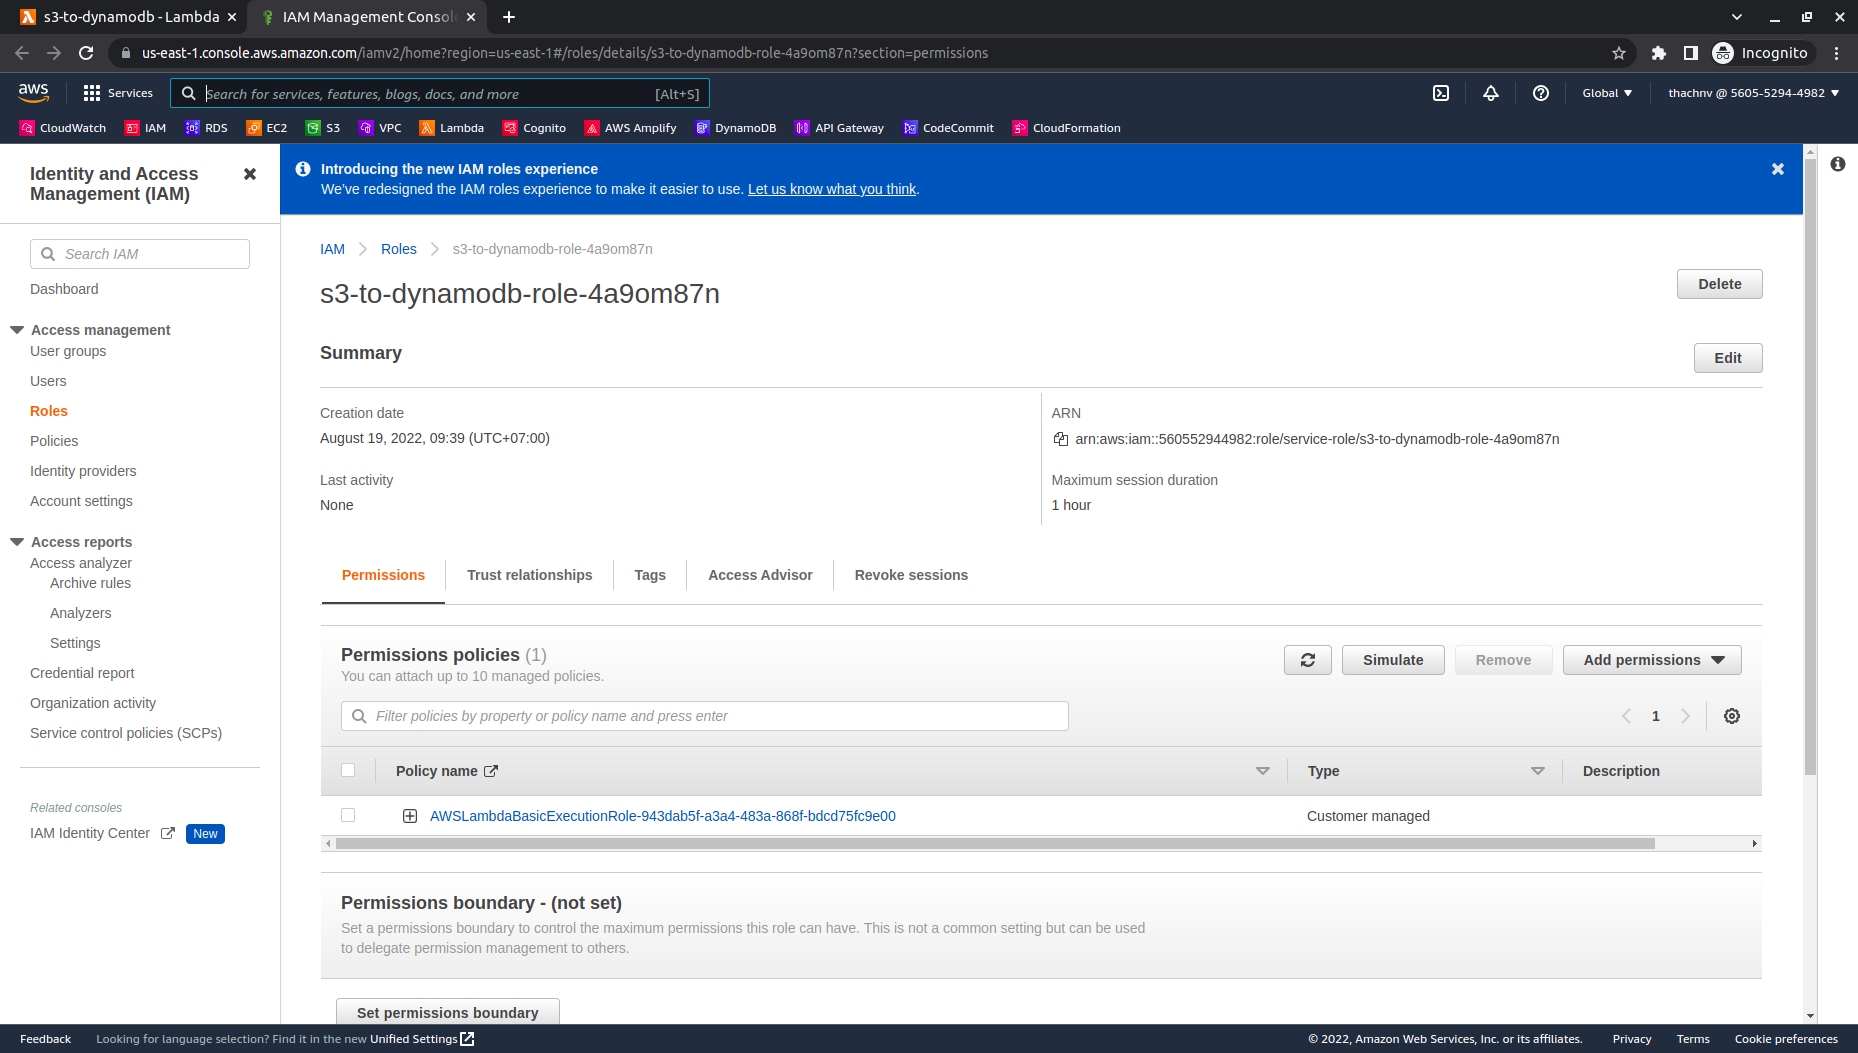 s3-to-dynamodb - Lambda
IAM Management Consol
us-east-1.console.aws.amazon.com/iamv2/home?region=us-east-1#/roles/details/s3-to-dynamodb-role-4a9om87n?section=permissions
Incognito
aws
Services
Search for services, features, blogs, docs, and more
[Alt+S]
Global
thachnv @ 5605-5294-4982
CloudWatch
IAM
RDS
EC2
S3
VPC
Lambda
Cognito
AWS Amplify
DynamoDB
API Gateway
CodeCommit
CloudFormation
Identity and Access
Management (IAM)
Search IAM
Dashboard
Access management
User groups
Users
Roles
Policies
Identity providers
Account settings
Access reports
Access analyzer
Archive rules
Analyzers
Settings
Credential report
Organization activity
Service control policies (SCPs)
Related consoles
IAM Identity Center
New
Introducing the new IAM roles experience
We've redesigned the IAM roles experience to make it easier to use. Let us know what you think.
IAM
Roles
s3-to-dynamodb-role-4a9om87n
s3-to-dynamodb-role-4a9om87n
Delete
Summary
Edit
Creation date
August 19, 2022, 09:39 (UTC+07:00)
ARN
arn:aws:iam::560552944982:role/service-role/s3-to-dynamodb-role-4a9om87n
Last activity
None
Maximum session duration
1 hour
Permissions
Trust relationships
Tags
Access Advisor
Revoke sessions
Permissions policies (1)
You can attach up to 10 managed policies.
Simulate
Remove
Add permissions
Filter policies by property or policy name and press enter
1
Policy name
Type
Description
AWSLambdaBasicExecutionRole-943dab5f-a3a4-483a-868f-bdcd75fc9e00
Customer managed
Permissions boundary - (not set)
Set a permissions boundary to control the maximum permissions this role can have. This is not a common setting but can be used
to delegate permission management to others.
Set permissions boundary
Feedback
Looking for language selection? Find it in the new Unified Settings
© 2022, Amazon Web Services, Inc. or its affiliates.
Privacy
Terms
Cookie preferences